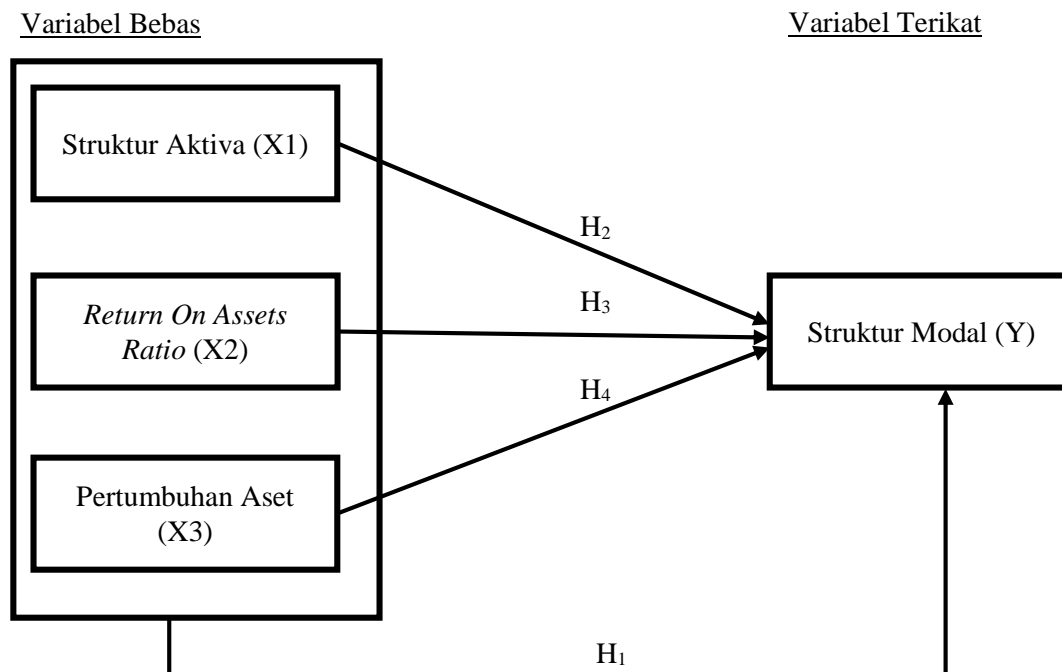 Variabel Bebas
Variabel Terikat
Struktur Aktiva (X1)
H₂
Return On Assets
Ratio (X2)
H₃
Struktur Modal (Y)
H₄
Pertumbuhan Aset
(X3)
H₁